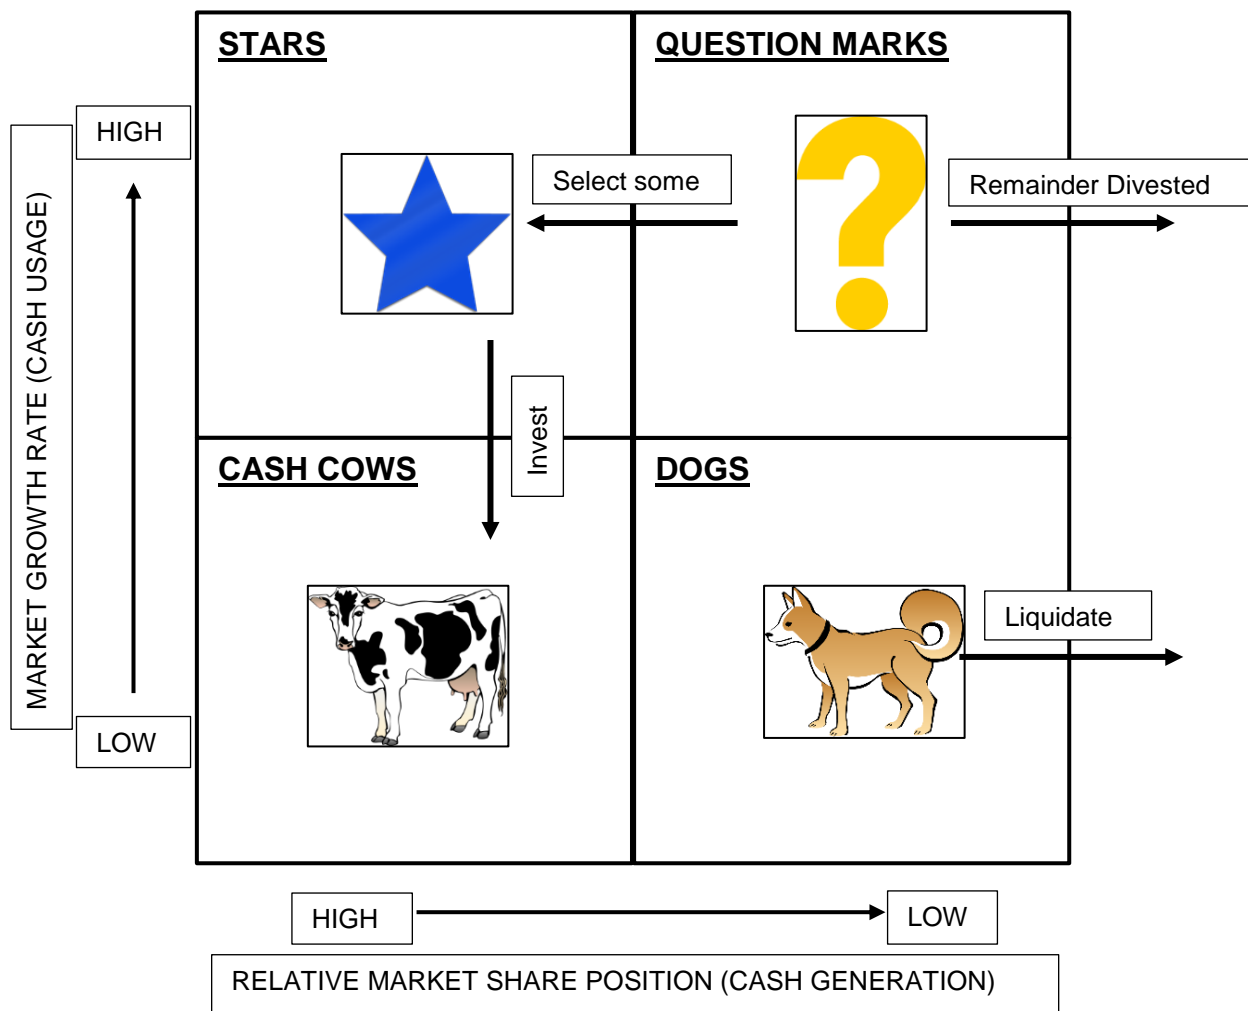 STARS
QUESTION MARKS
HIGH
Select some
Remainder Divested
MARKET GROWTH RATE (CASH USAGE)
Invest
CASH COWS
DOGS
Liquidate
LOW
HIGH
LOW
RELATIVE MARKET SHARE POSITION (CASH GENERATION)